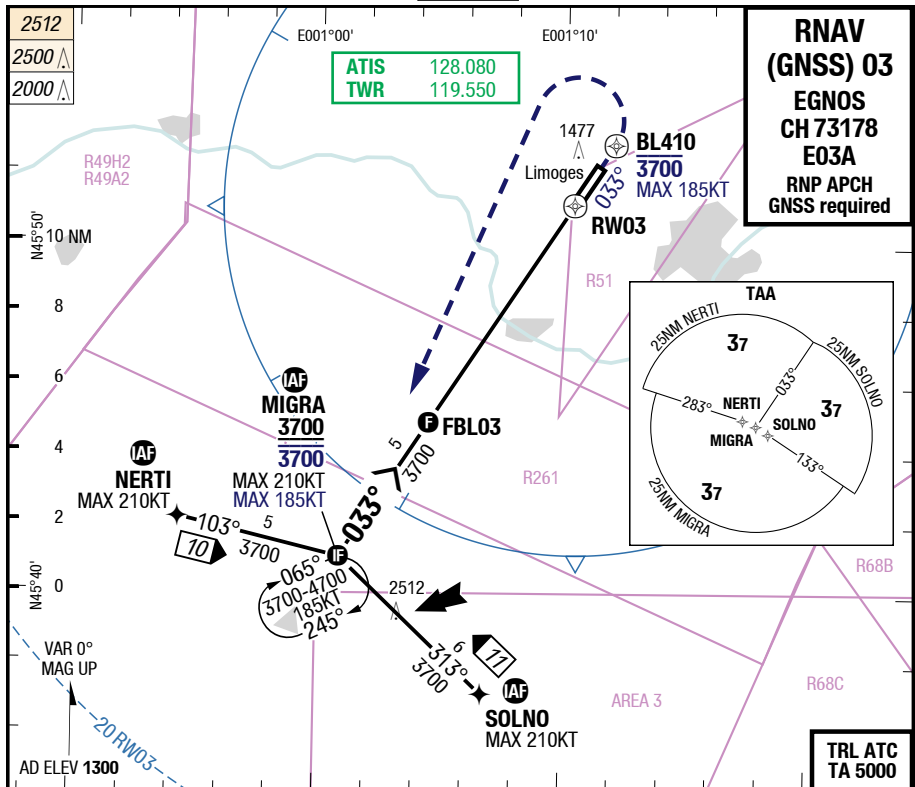 2512
2500
2000
E001°00'
E001°10'
ATIS 128.080
TWR 119.550
RNAV
(GNSS) 03
EGNOS
CH 73178
E03A
RNP APCH
GNSS required
R49H2
R49A2
1477
Limoges
BL410
3700
MAX 185KT
033°
RW03
N45°50'
10 NM
R51
TAA
25NM NERTI
37
25NM SOLNO
033°
283°
NERTI
37
SOLNO
MIGRA
133°
37
25NM MIGRA
8
6
4
2
0
IAF
MIGRA
3700
3700
MAX 210KT
MAX 185KT
F FBL03
5
3700
R261
IAF
NERTI
MAX 210KT
103° 5
3700
10
033°
IF
065°
3700-4700
185KT
245°
2512
N45°40'
R68B
6
313°
3700
11
IAF
SOLNO
MAX 210KT
AREA 3
R68C
VAR 0°
MAG UP
20 RW03
AD ELEV 1300
TRL ATC
TA 5000